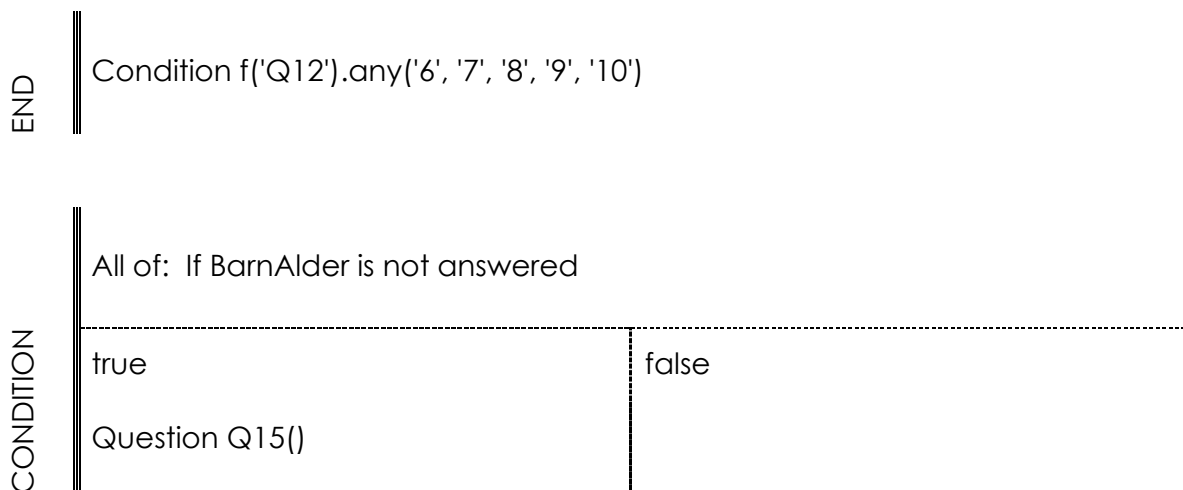 END
Condition f('Q12').any('6', '7', '8', '9', '10')
CONDITION
All of:  If BarnAlder is not answered
true
false
Question Q15()